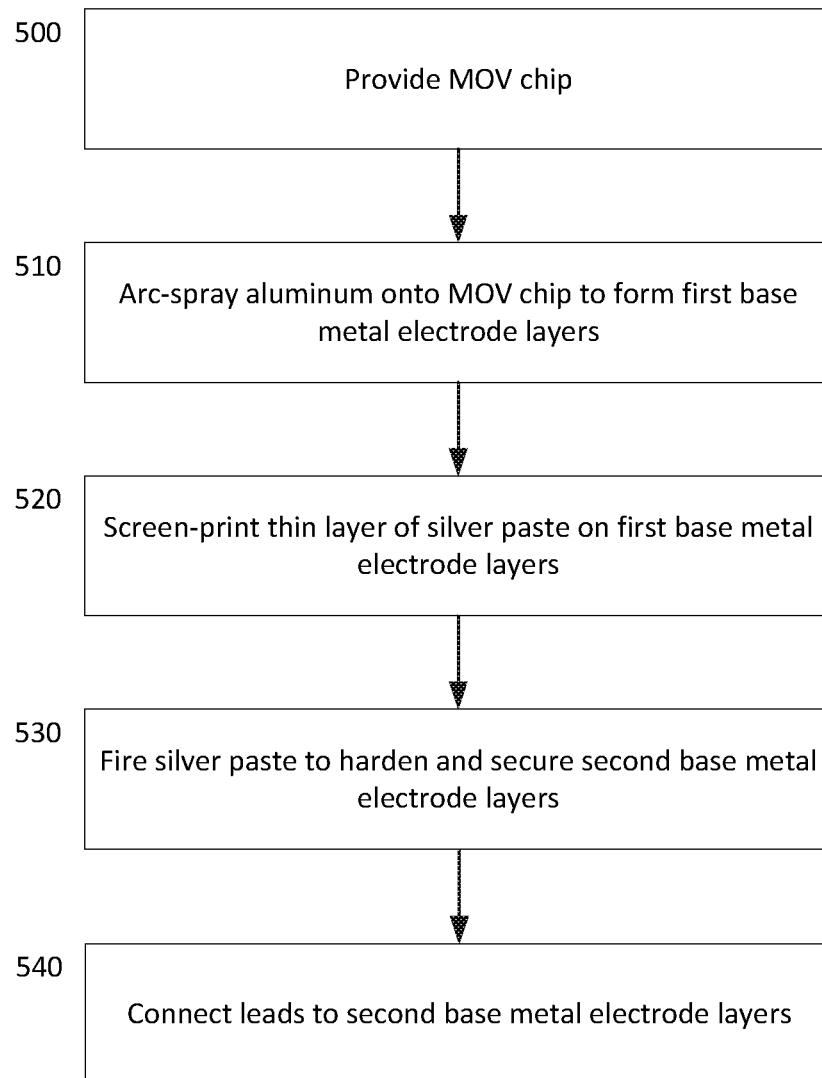 500
Provide MOV chip
510
Arc-spray aluminum onto MOV chip to form first base
metal electrode layers
520
Screen-print thin layer of silver paste on first base metal
electrode layers
530
Fire silver paste to harden and secure second base metal
electrode layers
540
Connect leads to second base metal electrode layers